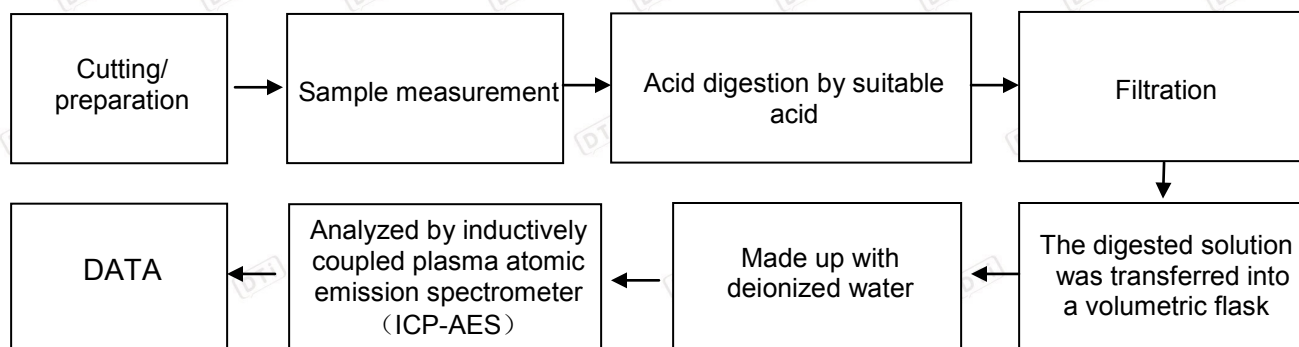 Cutting/
preparation
Sample measurement
Acid digestion by suitable
acid
Filtration
The digested solution
was transferred into
a volumetric flask
Made up with
deionized water
Analyzed by inductively
coupled plasma atomic
emission spectrometer
（ICP-AES）
DATA